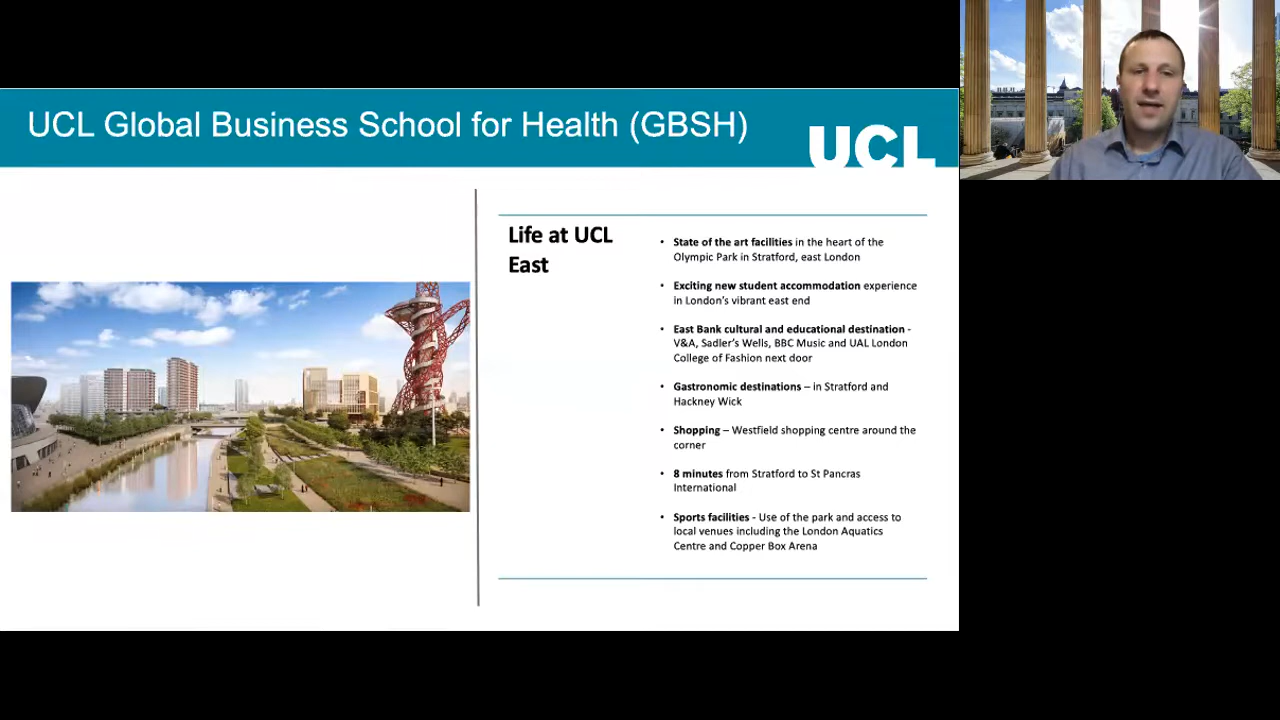 UCL Global Business School for Health (GBSH)
UCL
Life at UCL
East
• State of the art facilities in the heart of the
Olympic Park in Stratford, east London
• Exciting new student accommodation experience
in London's vibrant east end
• East Bank cultural and educational destination -
V&A, Sadler's Wells, BBC Music and UAL London
College of Fashion next door
• Gastronomic destinations – in Stratford and
Hackney Wick
• Shopping – Westfield shopping centre around the
corner
• 8 minutes from Stratford to St Pancras
International
• Sports facilities - Use of the park and access to
local venues including the London Aquatics
Centre and Copper Box Arena